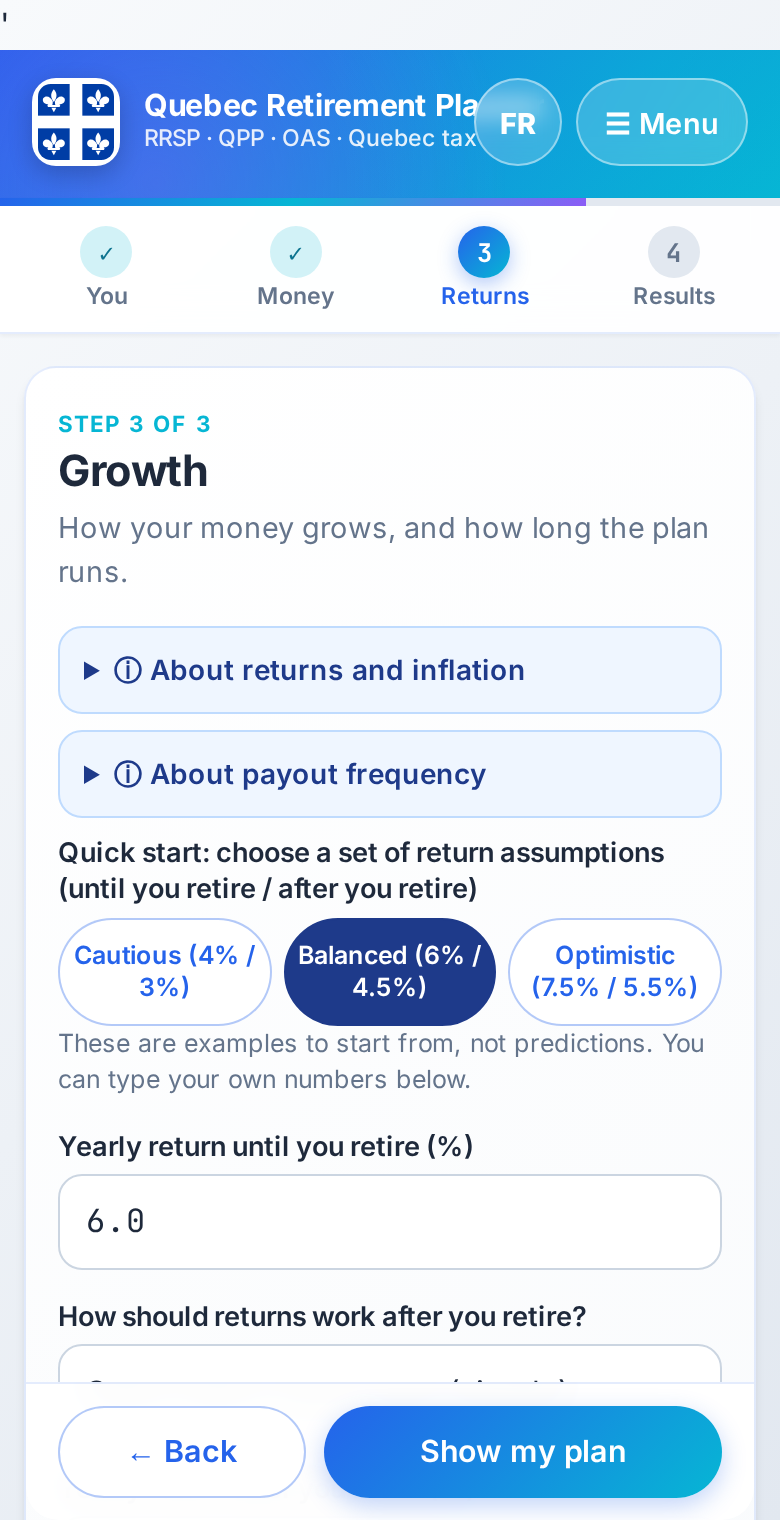 '
Quebec Retirement Pla
RRSP · QPP · OAS · Quebec tax
FR
☰ Menu
✓
✓
3
4
You
Money
Returns
Results
STEP 3 OF 3
Growth
How your money grows, and how long the plan
runs.
▶ ⓘ About returns and inflation
▶ ⓘ About payout frequency
Quick start: choose a set of return assumptions
(until you retire / after you retire)
Cautious (4% /
3%)
Balanced (6% /
4.5%)
Optimistic
(7.5% / 5.5%)
These are examples to start from, not predictions. You
can type your own numbers below.
Yearly return until you retire (%)
6.0
How should returns work after you retire?
← Back
Show my plan